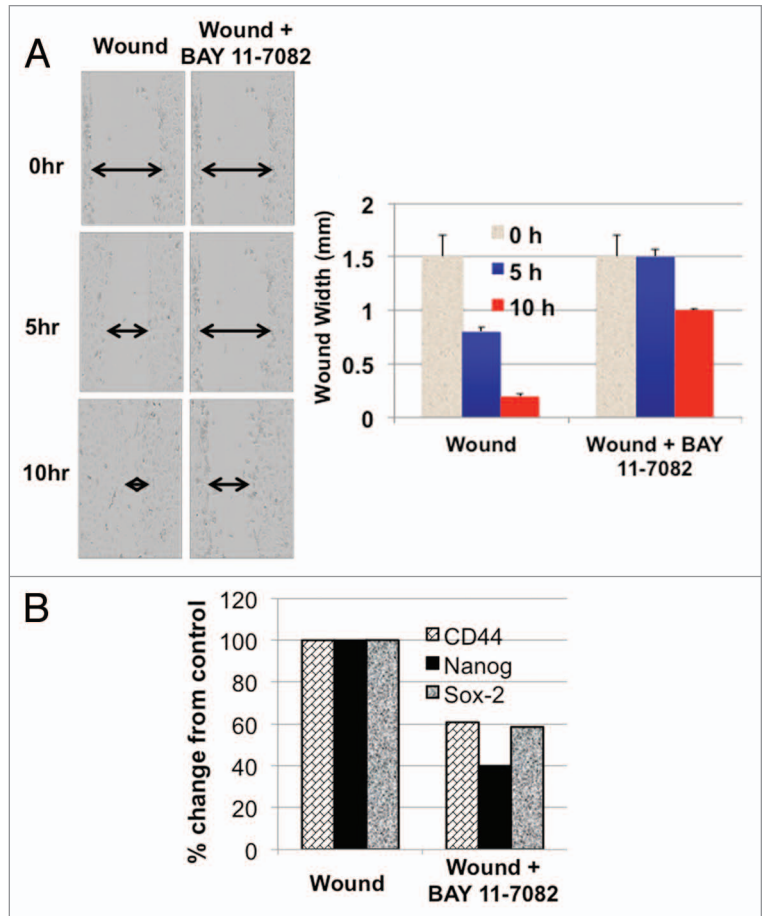 A
Wound
Wound +
BAY 11-7082
0hr
5hr
10hr
Wound Width (mm)
2
1.5
1
0.5
0
0 h
5 h
10 h
Wound
Wound + BAY
11-7082
B
% change from control
120
100
80
60
40
20
0
CD44
Nanog
Sox-2
Wound
Wound +
BAY 11-7082